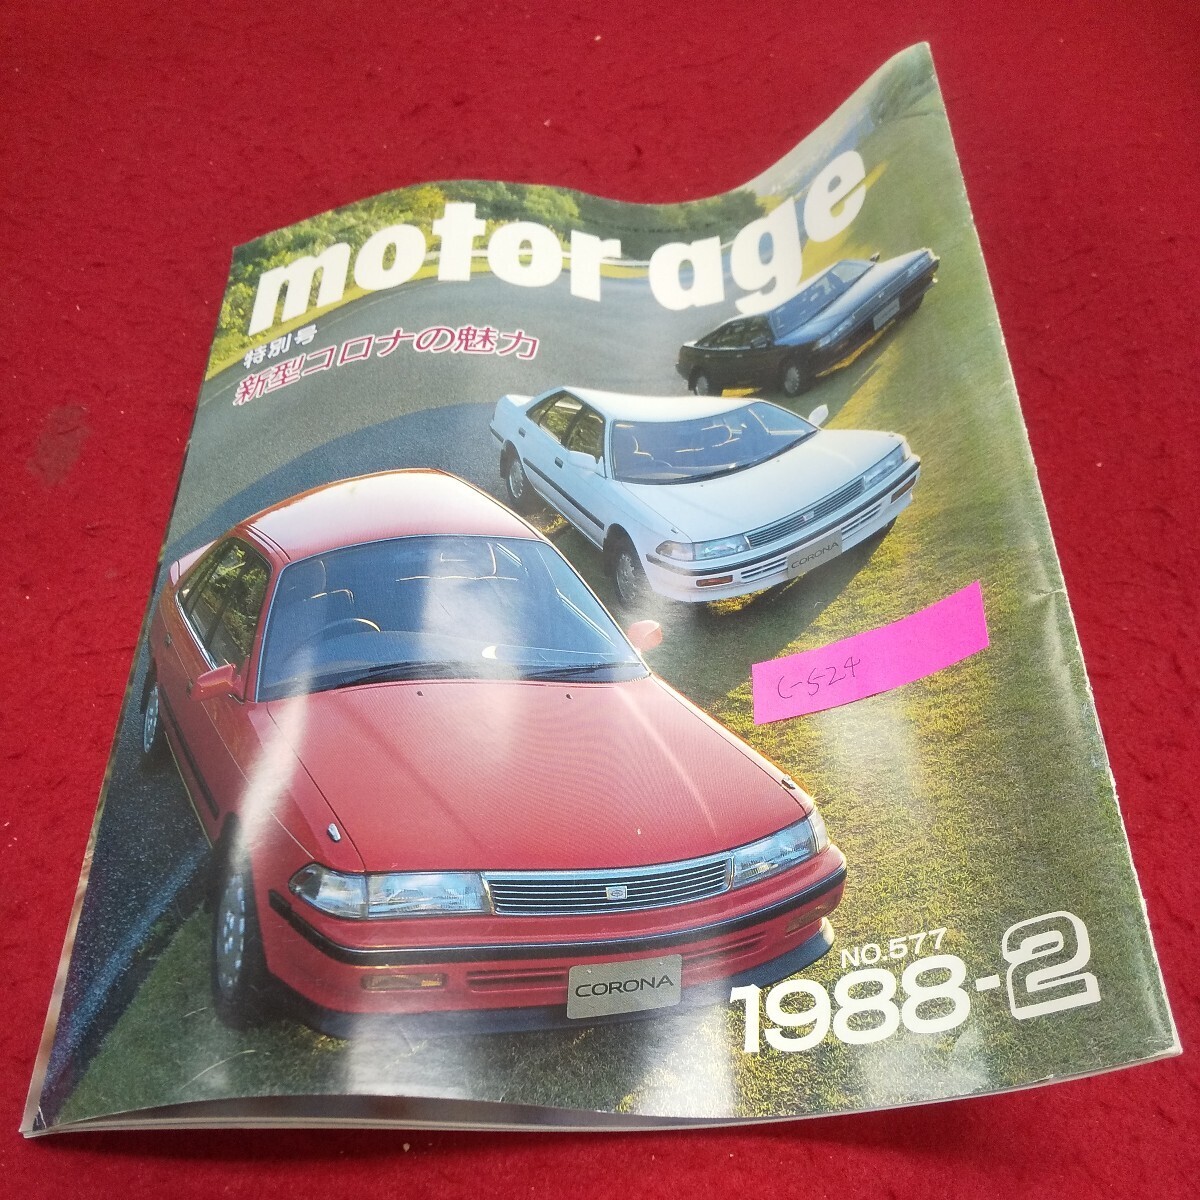 motor age
特別号
新型コロナの魅力
CORONA
C-524
CORONA
NO.577
1988-2